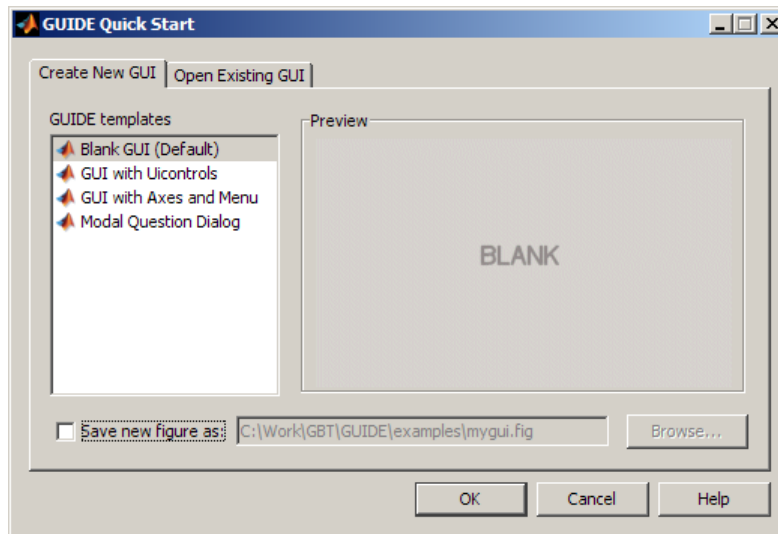 GUIDE Quick Start
Create New GUI
Open Existing GUI
GUIDE templates
Blank GUI (Default)
GUI with Uicontrols
GUI with Axes and Menu
Modal Question Dialog
Preview
BLANK
Save new figure as:
C:\Work\GBT\GUIDE\examples\mygui.fig
Browse...
OK
Cancel
Help